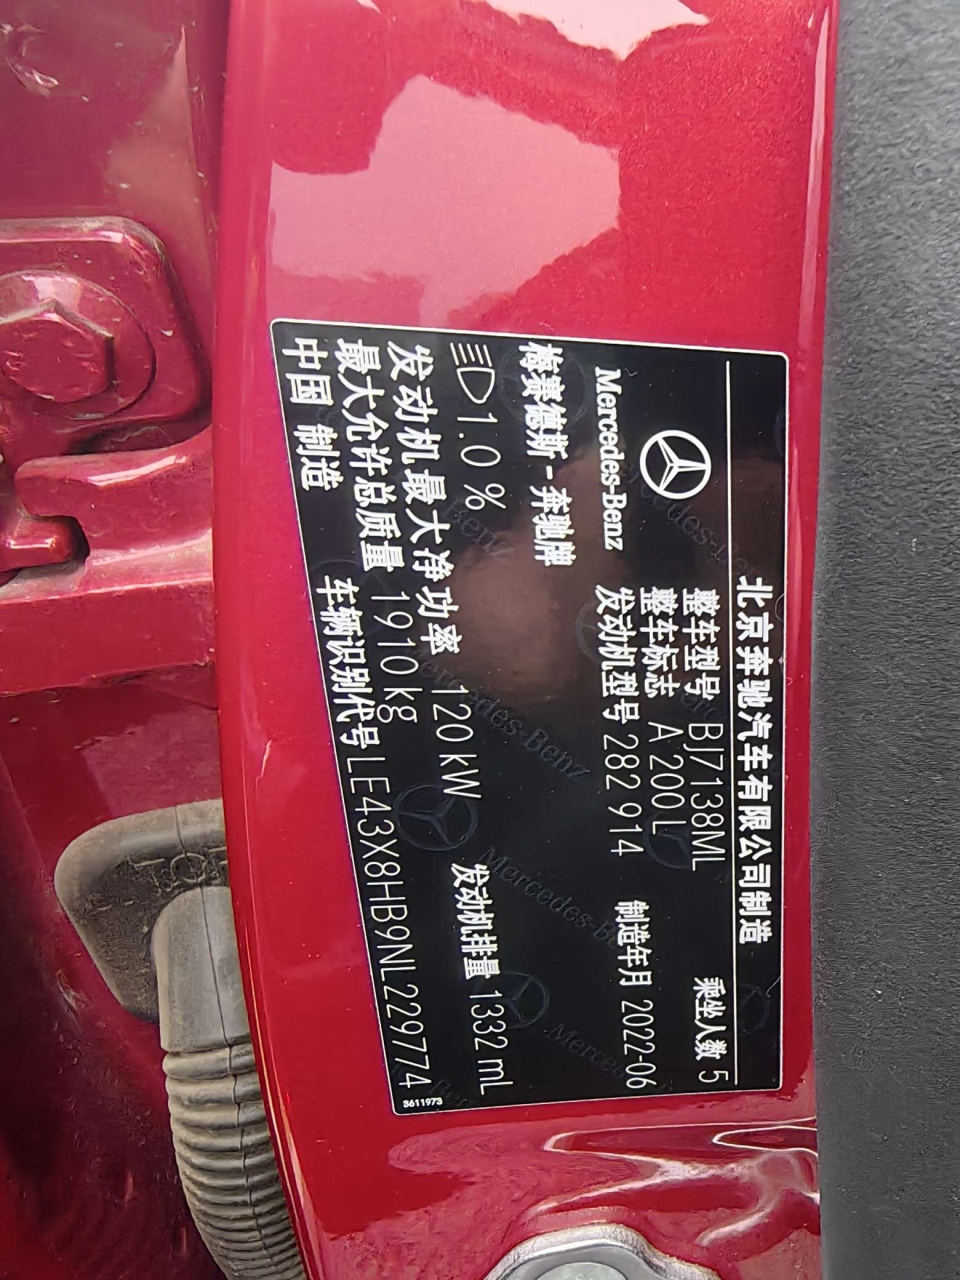 北京奔驰汽车有限公司制造
整车型号 BJ7138ML 乘坐人数 5
整车标志 A 200 L
Mercedes-Benz 发动机型号 282 914 制造年月 2022-06
梅赛德斯-奔驰牌
1.0 % 发动机排量 1332 mL
发动机最大净功率 120 kW
最大允许总质量 1910 kg
中国 制造 车辆识别代号 LE43X8HB9NL229774
3611973